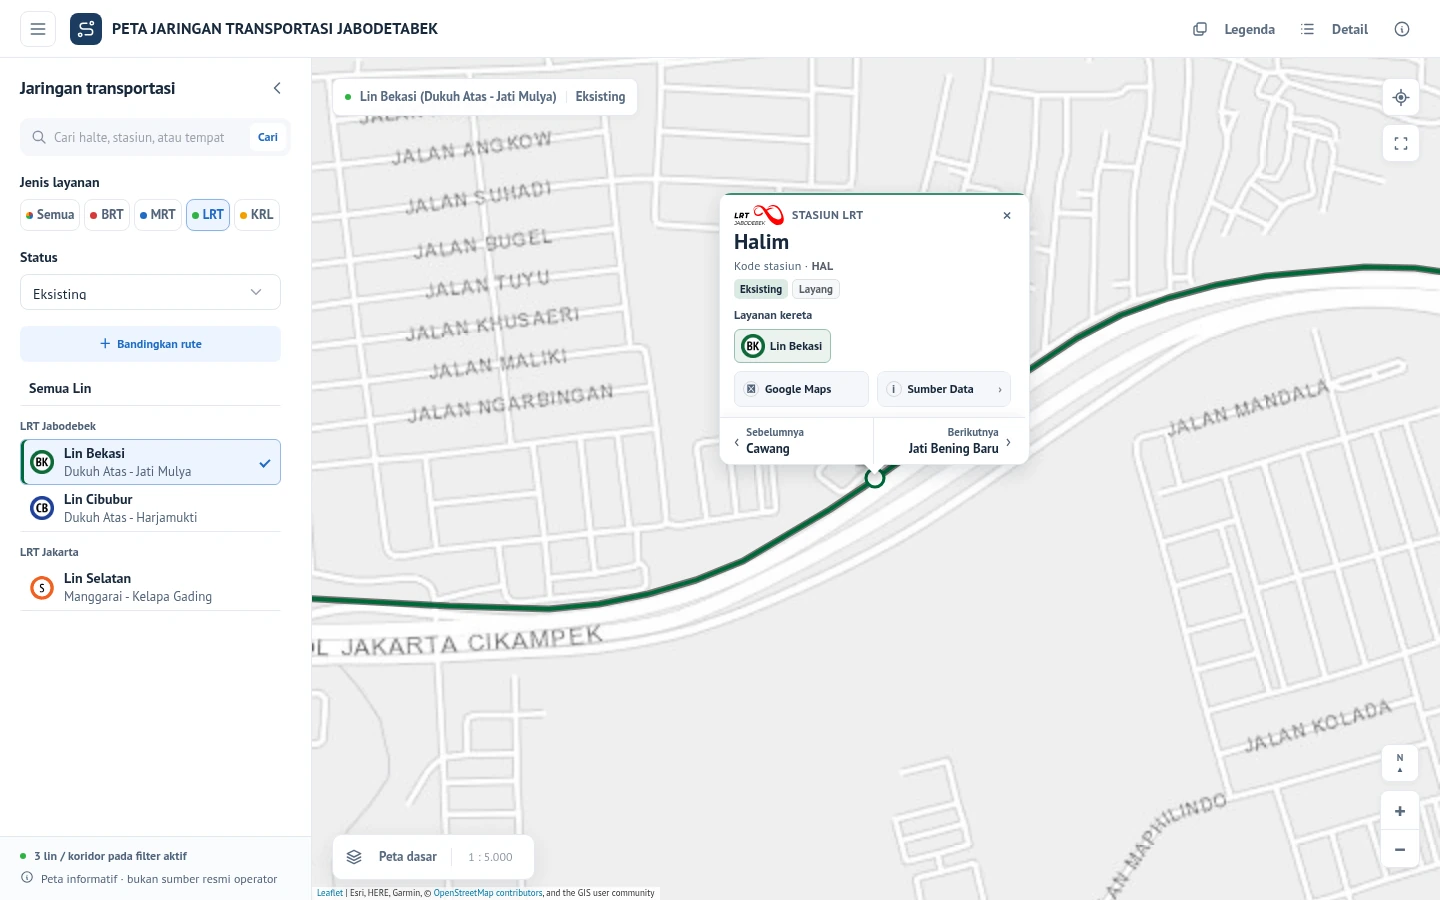 PETA JARINGAN TRANSPORTASI JABODETABEK
Legenda
Detail
Jaringan transportasi
Cari halte, stasiun, atau tempat
Cari
Jenis layanan
Semua
BRT
MRT
LRT
KRL
Status
Eksisting
+ Bandingkan rute
Semua Lin
LRT Jabodebek
BK
Lin Bekasi
Dukuh Atas - Jati Mulya
CB
Lin Cibubur
Dukuh Atas - Harjamukti
LRT Jakarta
S
Lin Selatan
Manggarai - Kelapa Gading
3 lin / koridor pada filter aktif
Peta informatif · bukan sumber resmi operator
Lin Bekasi (Dukuh Atas - Jati Mulya)
Eksisting
JALAN ANGKOW
JALAN SUHADI
JALAN BUGEL
JALAN TUYU
JALAN KHUSAERI
JALAN MALIKI
JALAN NGARBINGAN
LRT
JABODEBEK
STASIUN LRT
×
Halim
Kode stasiun · HAL
Eksisting
Layang
Layanan kereta
BK
Lin Bekasi
Google Maps
i
Sumber Data
›
‹
Sebelumnya
Cawang
Berikutnya
Jati Bening Baru
›
JALAN MANDALA
OL JAKARTA CIKAMPEK
JALAN KOLADA
AN MAPHILINDO
N
+
−
Peta dasar
1 : 5.000
Leaflet | Esri, HERE, Garmin, © OpenStreetMap contributors, and the GIS user community